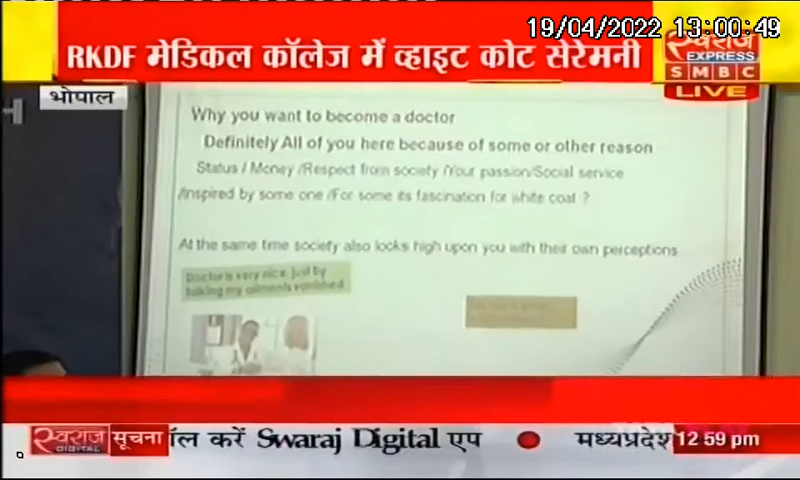 19/04/2022 13:00:49
RKDF मेडिकल कॉलेज में व्हाइट कोट सेरेमनी
स्वराज
EXPRESS
SMBC
LIVE
भोपाल
Why you want to become a doctor
Definitely All of you here because of some or other reason
Status / Money /Respect from society /Your passion/Social service
/Inspired by some one /For some its fascination for white coat ?
At the same time society also looks high upon you with their own perceptions
Doctor is very nice, just by
talking my ailments vanished
स्वराज
DIGITAL
सूचना
ॉल करें Swaraj Digital एप
मध्यप्रदेश
12:59 pm